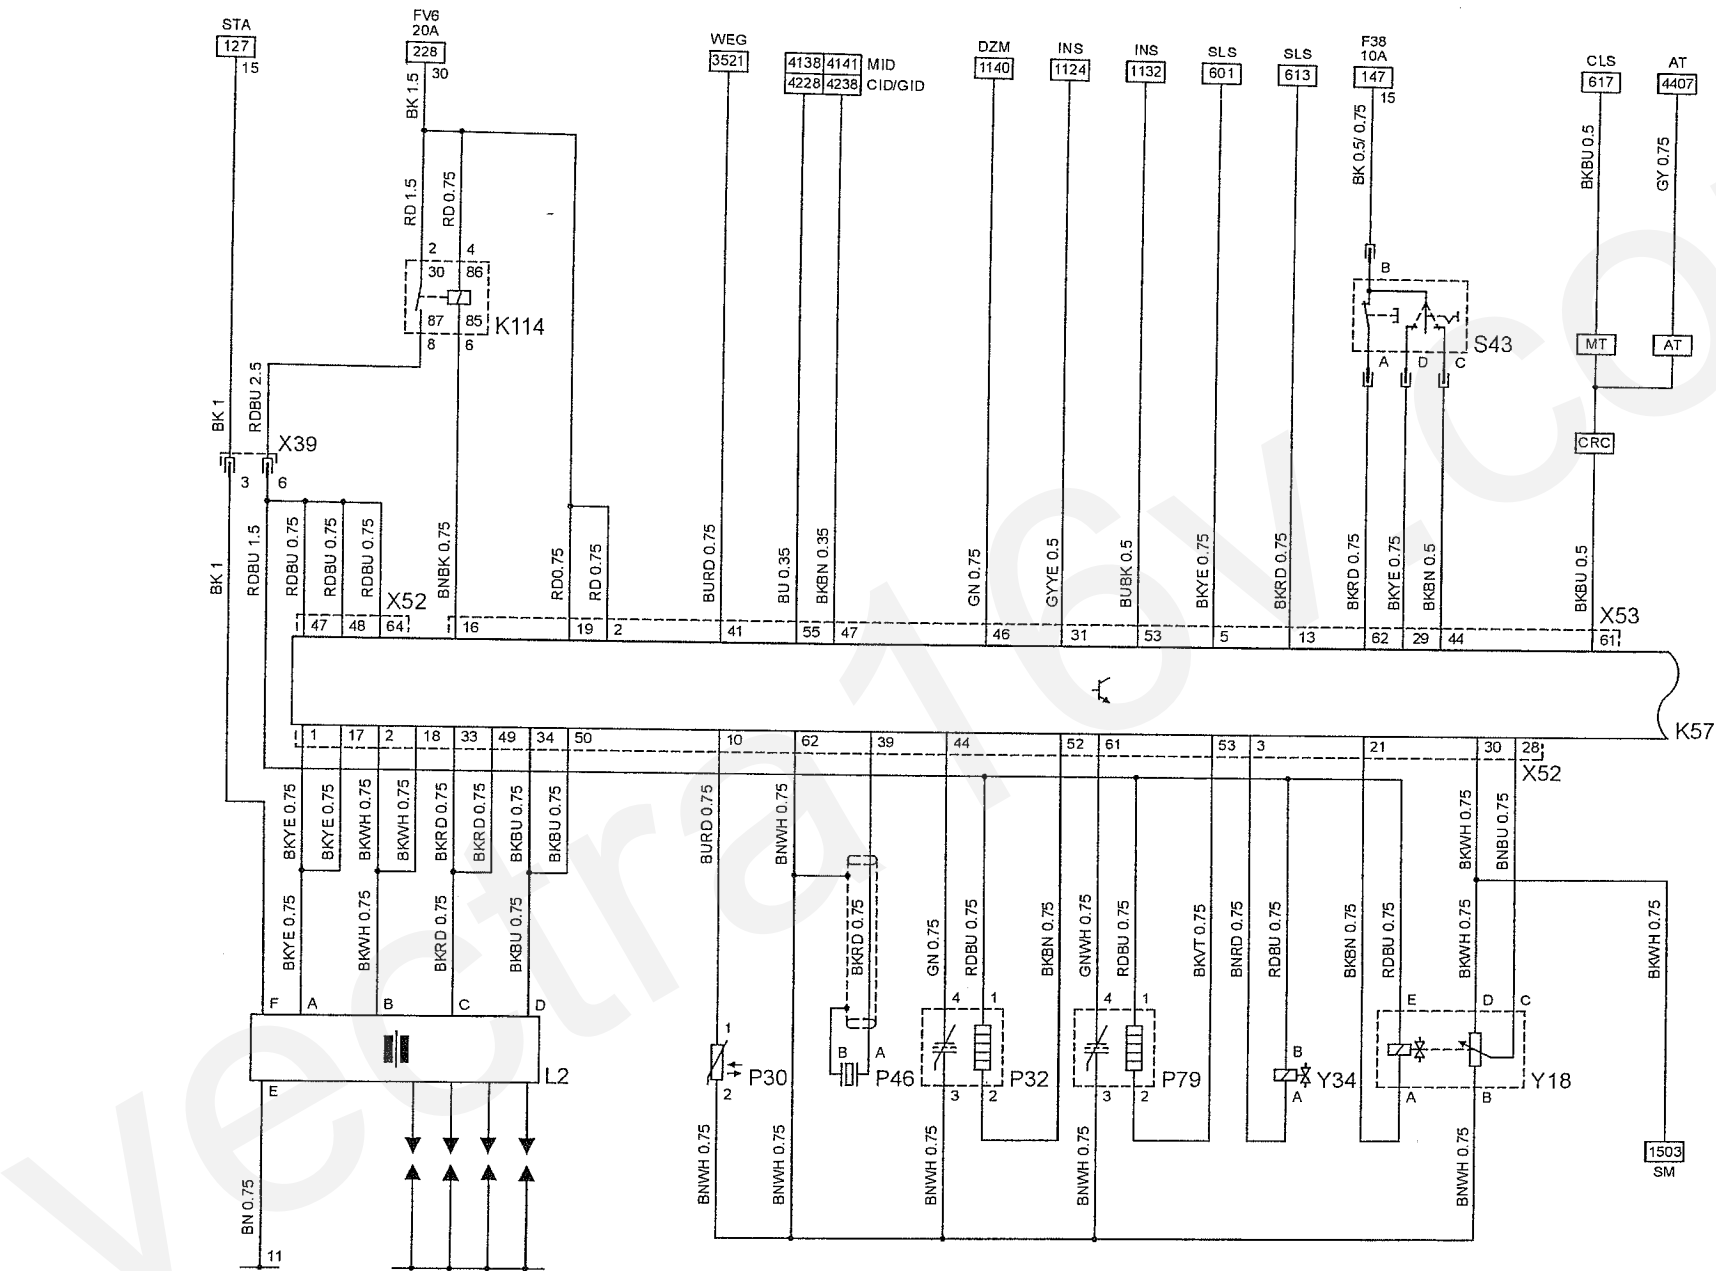 STA
127
15
FV6
20A
228
30
WEG
3521
4138 4141 MID
4228 4238 CID/GID
DZM
1140
INS
1124
INS
1132
SLS
601
SLS
613
F38
10A
147
15
CLS
617
AT
4407
BK 1.5
RD 1.5
RD 0.75
BK 0.5/ 0.75
BKBU 0.5
GY 0.75
2 4
30 86
87 85
K114
8 6
B
S43
A D C
MT
AT
CRC
BK 1
RDBU 2.5
X39
3 6
BK 1
RDBU 1.5
RDBU 0.75
RDBU 0.75
RDBU 0.75
BNBK 0.75
RD0.75
RD 0.75
BURD 0.75
BU 0.35
BKBN 0.35
GN 0.75
GYYE 0.5
BUBK 0.5
BKYE 0.75
BKRD 0.75
BKRD 0.75
BKYE 0.75
BKBN 0.5
BKBU 0.5
X52
X53
47 48 64 16 19 2 41 55 47 46 31 53 5 13 62 29 44 61
K57
1 17 2 18 33 49 34 50 10 62 39 44 52 61 53 3 21 30 28
X52
BKYE 0.75
BKYE 0.75
BKWH 0.75
BKWH 0.75
BKRD 0.75
BKRD 0.75
BKBU 0.75
BKBU 0.75
BURD 0.75
BNWH 0.75
BKWH 0.75
BNBU 0.75
BKYE 0.75
BKWH 0.75
BKRD 0.75
BKBU 0.75
BKRD 0.75
GN 0.75
RDBU 0.75
BKBN 0.75
GNWH 0.75
RDBU 0.75
BKVT 0.75
BNRD 0.75
RDBU 0.75
BKBN 0.75
RDBU 0.75
BKWH 0.75
BKWH 0.75
F A B C D
4 1
4 1
E D C
1
2
P30
B A
P46
P32
3 2
P79
3 2
B
A
Y34
Y18
A B
L2
E
BN 0.75
BNWH 0.75
BNWH 0.75
BNWH 0.75
BNWH 0.75
BNWH 0.75
1503
SM
11
vectra16v.co